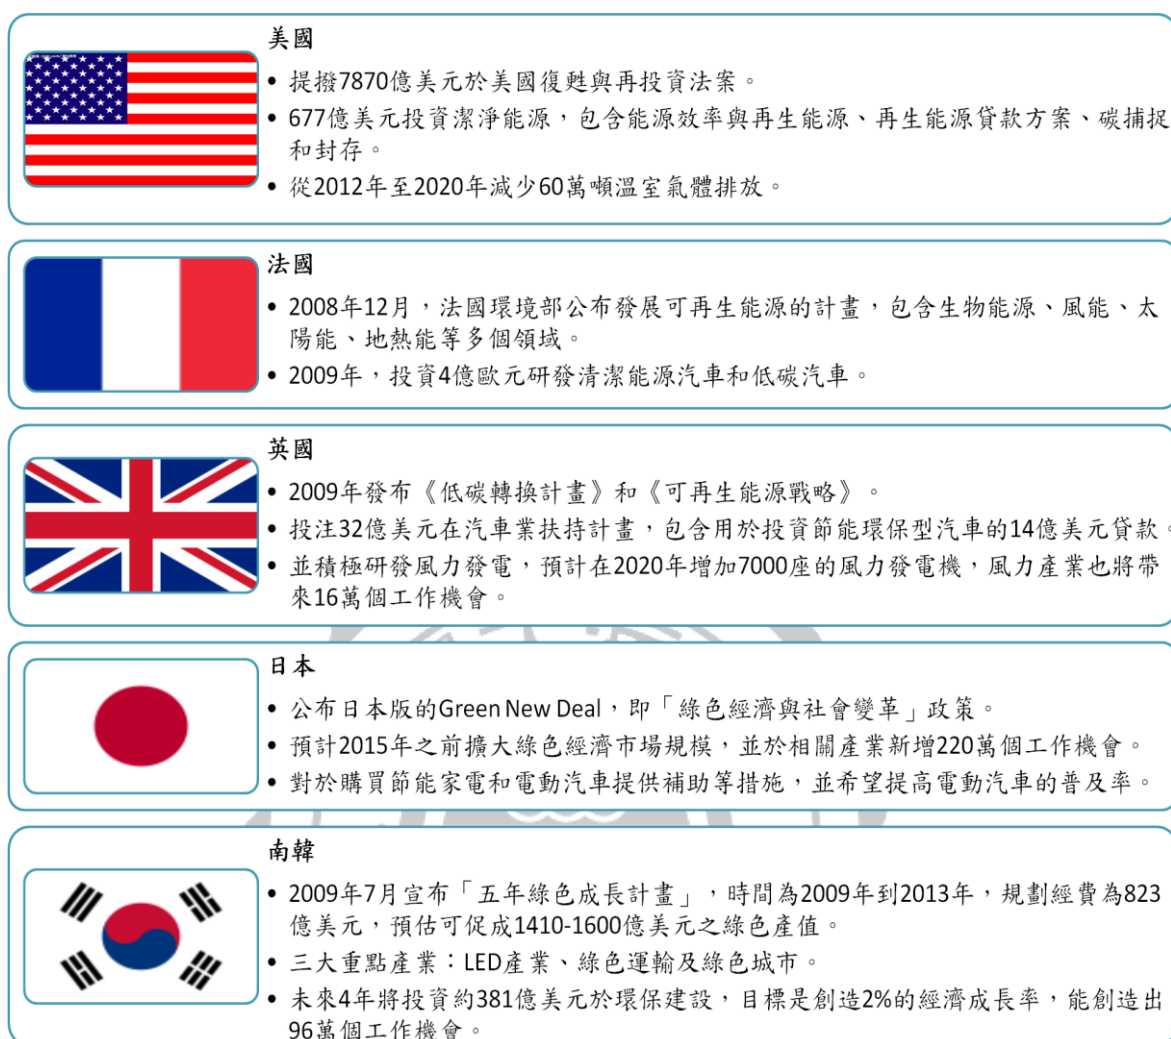 美國
• 提撥7870億美元於美國復甦與再投資法案。
• 677億美元投資潔淨能源，包含能源效率與再生能源、再生能源貸款方案、碳捕捉
和封存。
• 從2012年至2020年減少60萬噸溫室氣體排放。
法國
• 2008年12月，法國環境部公布發展可再生能源的計畫，包含生物能源、風能、太
陽能、地熱能等多個領域。
• 2009年，投資4億歐元研發清潔能源汽車和低碳汽車。
英國
• 2009年發布《低碳轉換計畫》和《可再生能源戰略》。
• 投注32億美元在汽車業扶持計畫，包含用於投資節能環保型汽車的14億美元貸款。
• 並積極研發風力發電，預計在2020年增加7000座的風力發電機，風力產業也將帶
來16萬個工作機會。
日本
• 公布日本版的Green New Deal，即「綠色經濟與社會變革」政策。
• 預計2015年之前擴大綠色經濟市場規模，並於相關產業新增220萬個工作機會。
• 對於購買節能家電和電動汽車提供補助等措施，並希望提高電動汽車的普及率。
南韓
• 2009年7月宣布「五年綠色成長計畫」，時間為2009年到2013年，規劃經費為823
億美元，預估可促成1410-1600億美元之綠色產值。
• 三大重點產業：LED產業、綠色運輸及綠色城市。
• 未來4年將投資約381億美元於環保建設，目標是創造2%的經濟成長率，能創造出
96萬個工作機會。